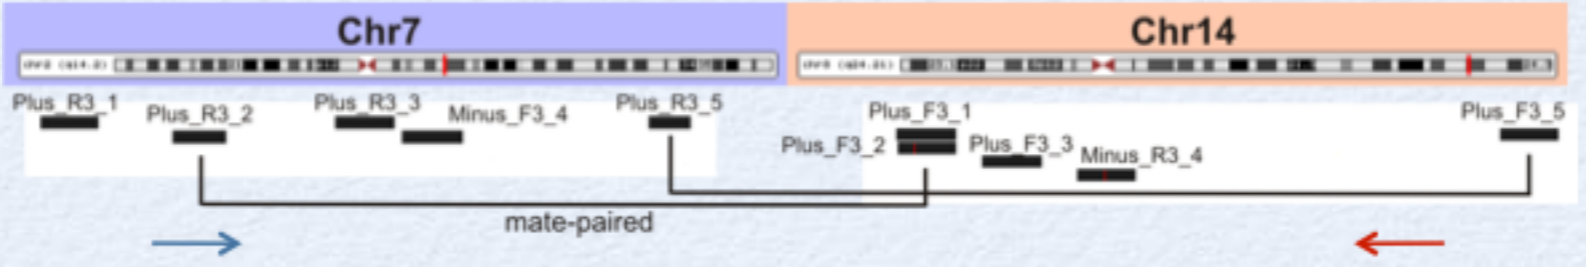 Chr7
Chr14
Plus_R3_1
Plus_R3_2
Plus_R3_3
Minus_F3_4
Plus_R3_5
Plus_F3_1
Plus_F3_2
Plus_F3_3
Minus_R3_4
Plus_F3_5
mate-paired